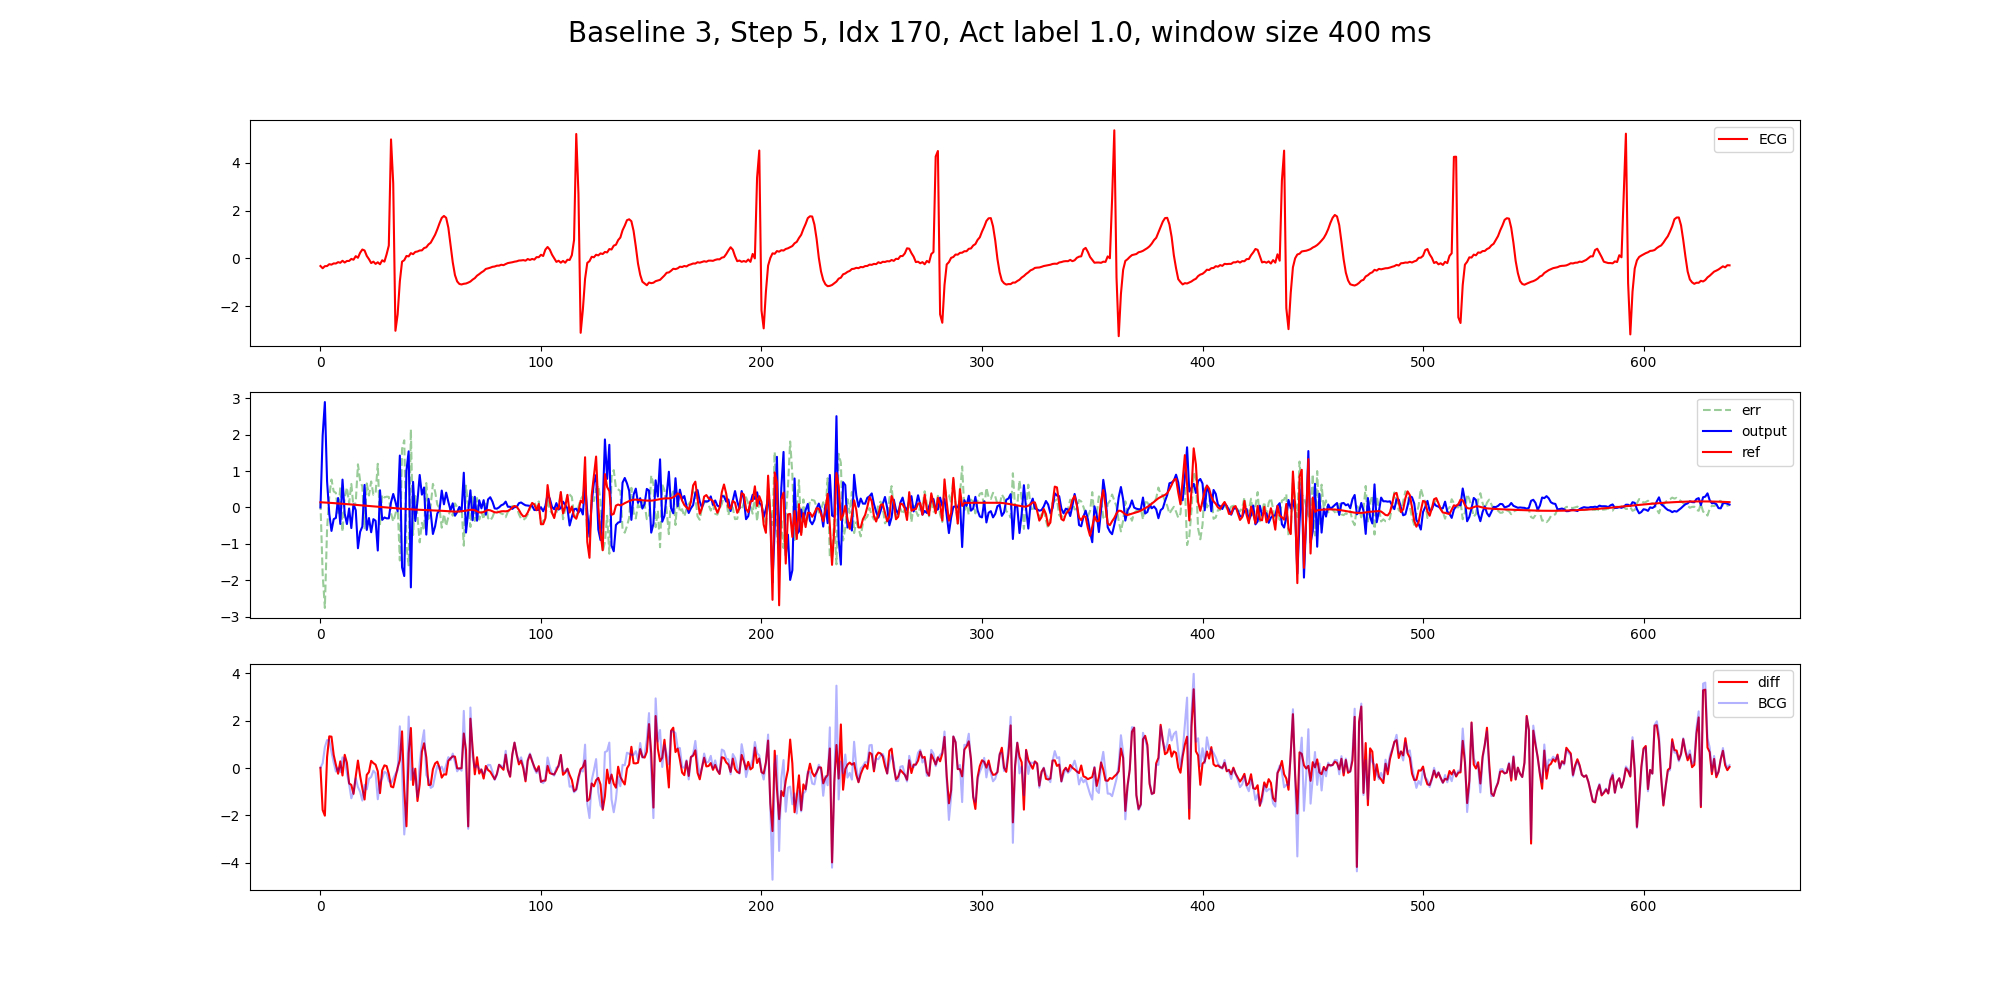 Baseline 3, Step 5, Idx 170, Act label 1.0, window size 400 ms
ECG
4
2
0
−2
0 100 200 300 400 500 600
err
output
ref
3
2
1
0
−1
−2
−3
0 100 200 300 400 500 600
diff
BCG
4
2
0
−2
−4
0 100 200 300 400 500 600